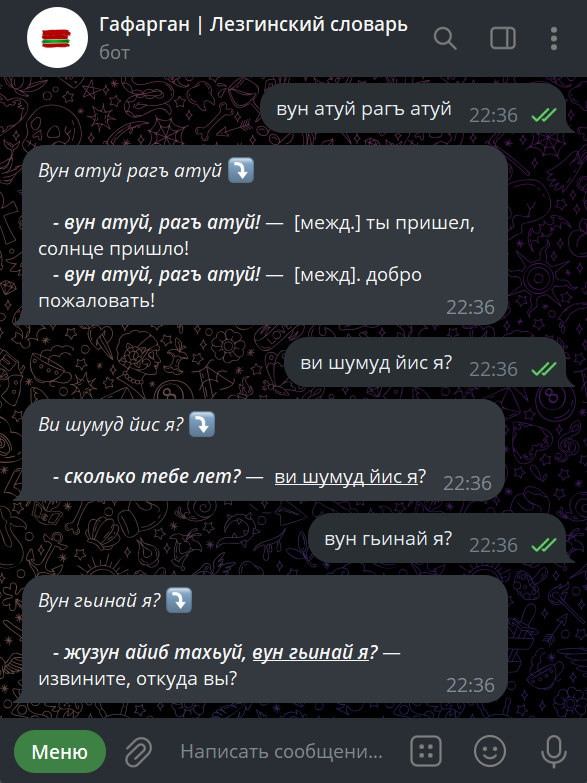 Гафарган | Лезгинский словарь
бот
вун атуй рагъ атуй 22:36
Вун атуй рагъ атуй
- вун атуй, рагъ атуй! — [межд.] ты пришел,
солнце пришло!
- вун атуй, рагъ атуй! — [межд]. добро
пожаловать!
22:36
ви шумуд йис я? 22:36
Ви шумуд йис я?
- сколько тебе лет? — ви шумуд йис я? 22:36
вун гьинай я? 22:36
Вун гьинай я?
- жузун айиб тахьуй, вун гьинай я? —
извините, откуда вы? 22:36
Меню Написать сообщени...